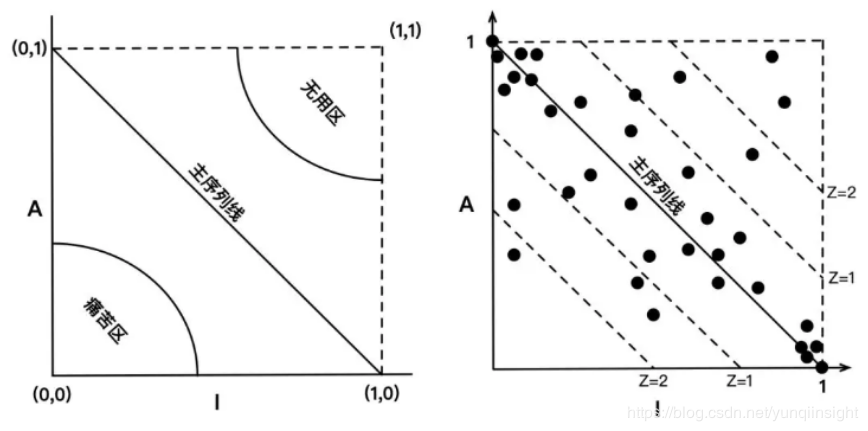 (0,1)
(1,1)
无用区
主序列线
A
痛苦区
(0,0)
I
(1,0)
1
主序列线
A
Z=2
Z=1
Z=2
Z=1
1
I
https://blog.csdn.net/yunqiinsight